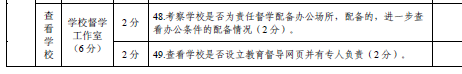 查看学校
学校督学工作室（6分）
2分
48.考察学校是否为责任督学配备办公场所，配备的，进一步查
看办公条件的配备情况（2分）。
2分
49.查看学校是否设立教育督导网页并有专人负责（2分）。